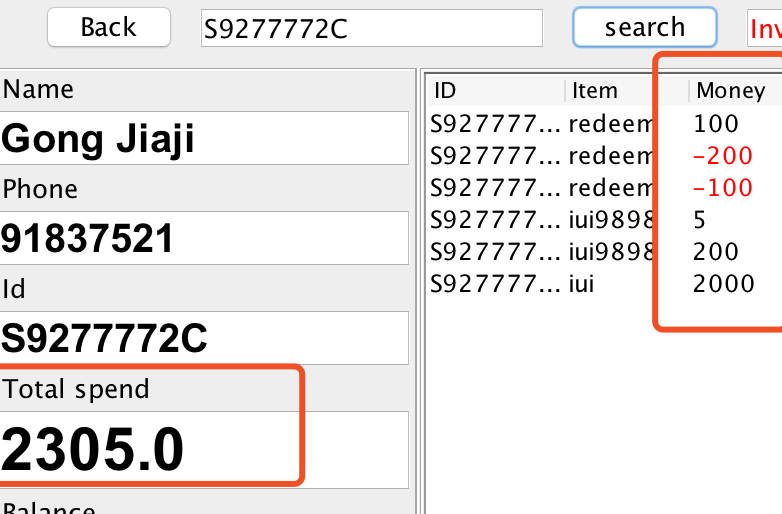 Back S9277772C search Inv
Name
Gong Jiaji
Phone
91837521
Id
S9277772C
Total spend
2305.0
Balance
ID Item Money
S927777... redeem 100
S927777... redeem -200
S927777... redeem -100
S927777... iui9898 5
S927777... iui9898 200
S927777... iui 2000